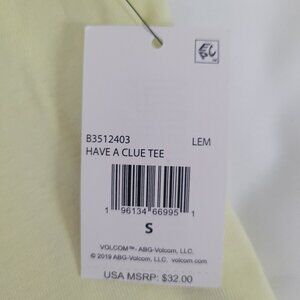 B3512403 LEM
HAVE A CLUE TEE
1 96134 66995 1
S
VOLCOM™- ABG-Volcom, LLC.
© 2019 ABG-Volcom, LLC. volcom.com
USA MSRP: $32.00